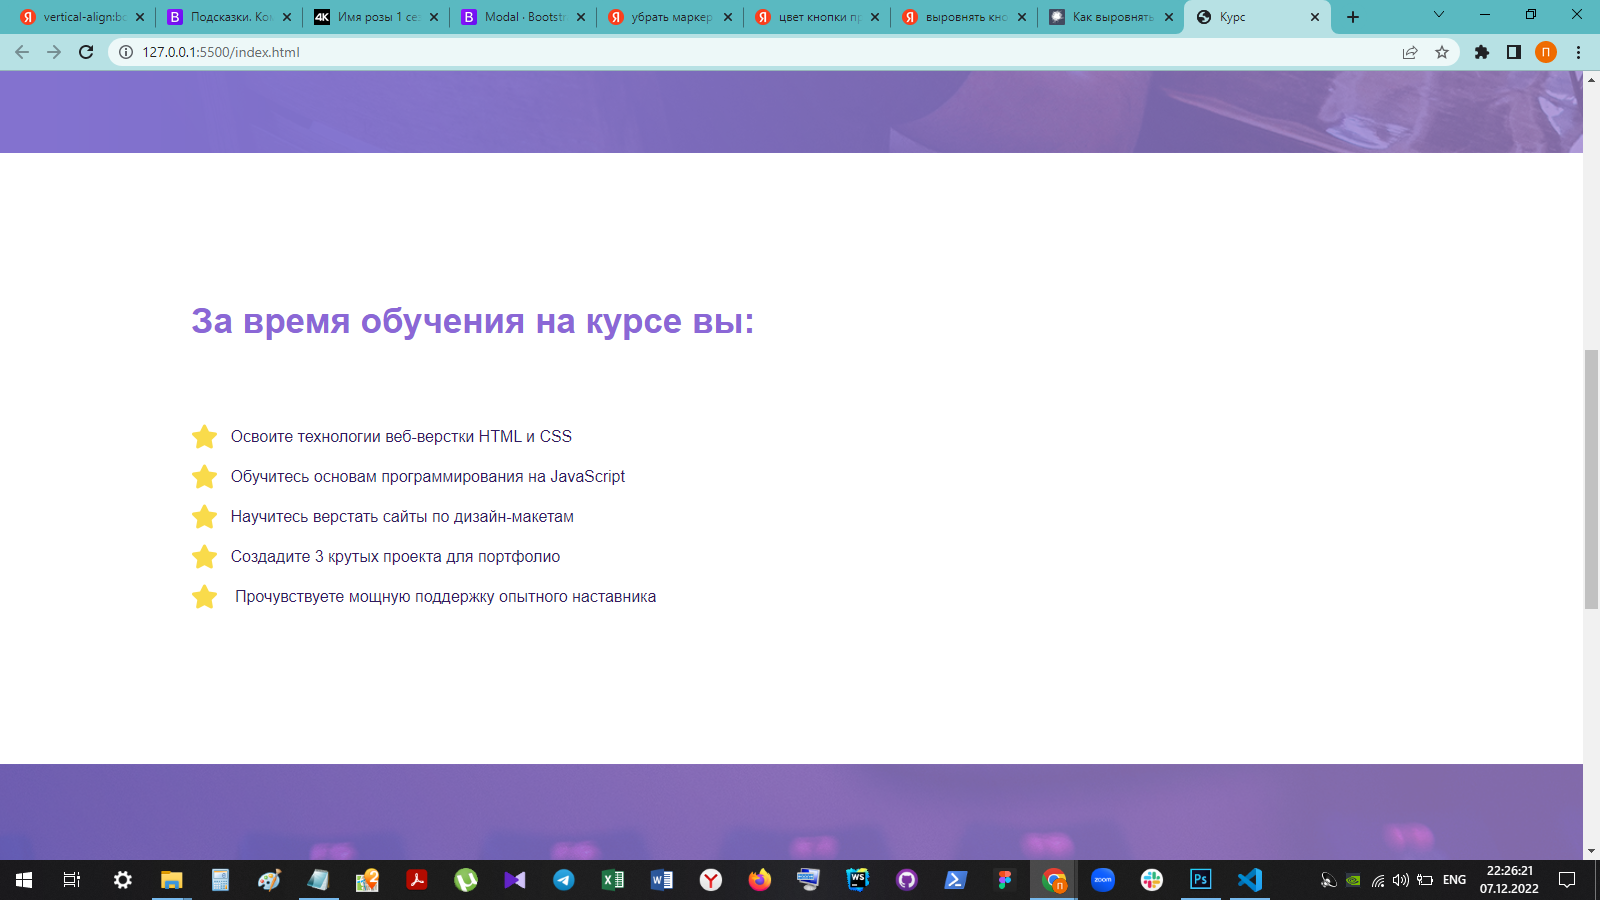 vertical-align:bo
Подсказки. Ком
Имя розы 1 сез
Modal · Bootstr
убрать маркер
цвет кнопки пр
выровнять кно
Как выровнять
Курс
127.0.0.1:5500/index.html
За время обучения на курсе вы:
Освоите технологии веб-верстки HTML и CSS
Обучитесь основам программирования на JavaScript
Научитесь верстать сайты по дизайн-макетам
Создадите 3 крутых проекта для портфолио
Прочувствуете мощную поддержку опытного наставника
ENG
22:26:21
07.12.2022